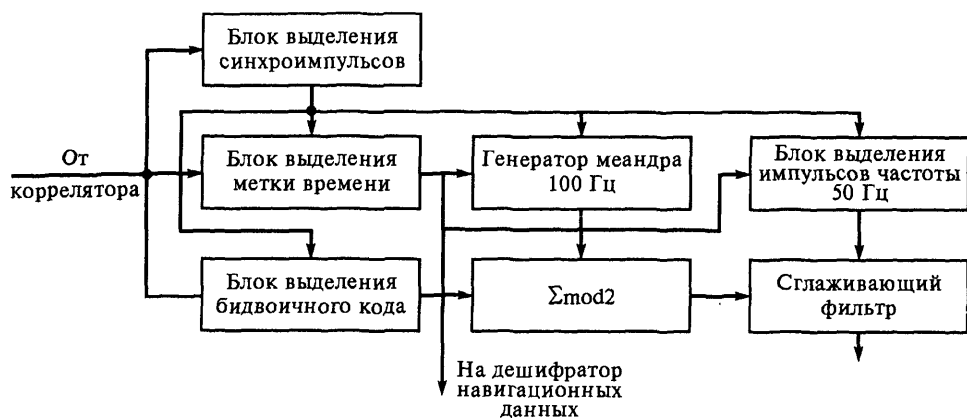 Блок выделения
синхроимпульсов
От
коррелятора
Блок выделения
метки времени
Генератор меандра
100 Гц
Блок выделения
импульсов частоты
50 Гц
Блок выделения
бидвоичного кода
Σmod2
Сглаживающий
фильтр
На дешифратор
навигационных
данных